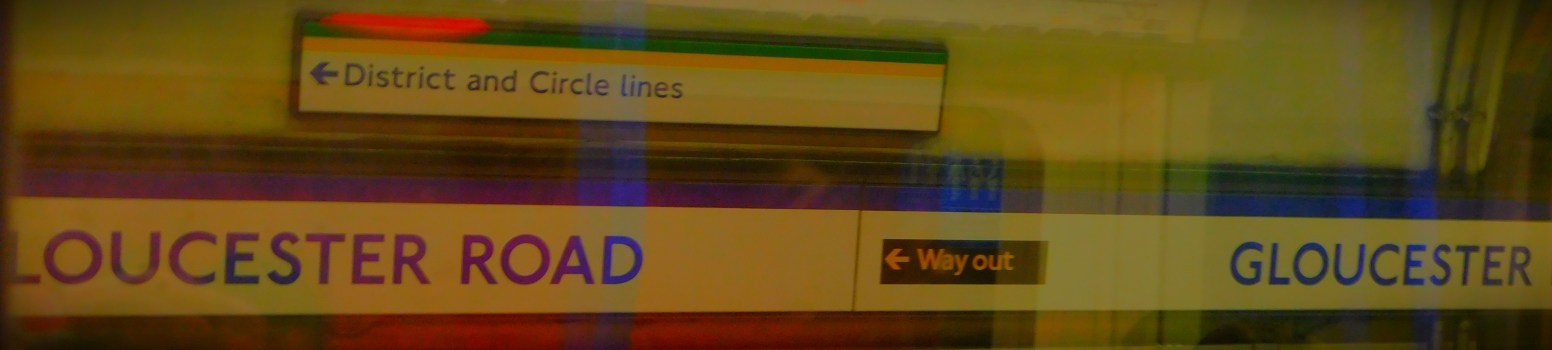 ←District and Circle lines
LOUCESTER ROAD
← Way out
GLOUCESTER